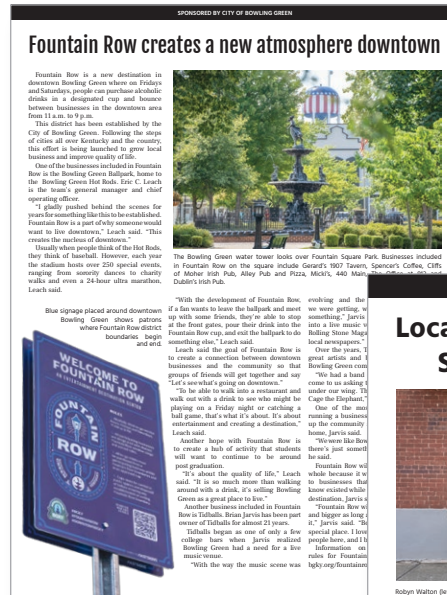 SPONSORED BY CITY OF BOWLING GREEN
Fountain Row creates a new atmosphere downtown
Fountain Row is a new destination in
downtown Bowling Green where on Fridays
and Saturdays, people can purchase alcoholic
drinks in a designated cup and bounce
between businesses in the downtown area
from 11 a.m. to 9 p.m.
This district has been established by the
City of Bowling Green. Following the steps
of cities all over Kentucky and the country,
this effort is being launched to grow local
business and improve quality of life.
One of the businesses included in Fountain
Row is the Bowling Green Ballpark, home to
the Bowling Green Hot Rods. Eric C. Leach
is the team's general manager and chief
operating officer.
"I gladly pushed behind the scenes for
years for something like this to be established.
Fountain Row is a part of why someone would
want to live downtown," Leach said. "This
creates the nucleus of downtown."
Usually when people think of the Hot Rods,
they think of baseball. However, each year
the stadium hosts over 250 special events,
ranging from sorority dances to charity
walks and even a 24-hour ultra marathon,
Leach said.
The Bowling Green water tower looks over Fountain Square Park. Businesses included
in Fountain Row on the square include Gerard's 1907 Tavern, Spencer's Coffee, Cliffs
of Moher Irish Pub, Alley Pub and Pizza, Micki's, 440 Main,
Dublin's Irish Pub.
Blue signage placed around downtown
Bowling Green shows patrons
where Fountain Row district
boundaries begin
and end.
WELCOME TO
FOUNTAIN ROW
FOUNTAIN
ROW
"With the development of Fountain Row,
if a fan wants to leave the ballpark and meet
up with some friends, they're able to stop
at the front gates, pour their drink into the
Fountain Row cup, and exit the ballpark to do
something else," Leach said.
Leach said the goal of Fountain Row is
to create a connection between downtown
businesses and the community so that
groups of friends will get together and say
"Let's see what's going on downtown."
"To be able to walk into a restaurant and
walk out with a drink to see who might be
playing on a Friday night or catching a
ball game, that's what it's about. It's about
entertainment and creating a destination,"
Leach said.
Another hope with Fountain Row is
to create a hub of activity that students
will want to continue to be around
post graduation.
"It's about the quality of life," Leach
said. "It is so much more walking
around with a drink, it's selling Bowling
Green as a great place to live."
Another business included in Fountain
Row is Tidballs. Brian Jarvis has been part
owner of Tidballs for almost 21 years.
Tidballs began as one of only a few
college bars when Jarvis realized
Bowling Green had a need for a live
music venue.
"With the way the music scene was
evolving and the
we were getting, w
something," Jarvis
into a live music v
Rolling Stone Maga
local newspapers."
Over the years, T
great artists and
Bowling Green com
"We had a band
come to us asking
under our wing. Th
Cage the Elephant,"
One of the mo
running a business
up the community
home, Jarvis said.
"We were like Bow
there's just someth
he said.
Fountain Row wil
whole because it w
to businesses that
know existed while
destination, Jarvis s
"Fountain Row w
and bigger as long
it," Jarvis said. "Bo
special place. I love
people here, and I b
Information on
rules for Fountain
bgky.org/fountainro
Loca
S
Robyn Walton (le